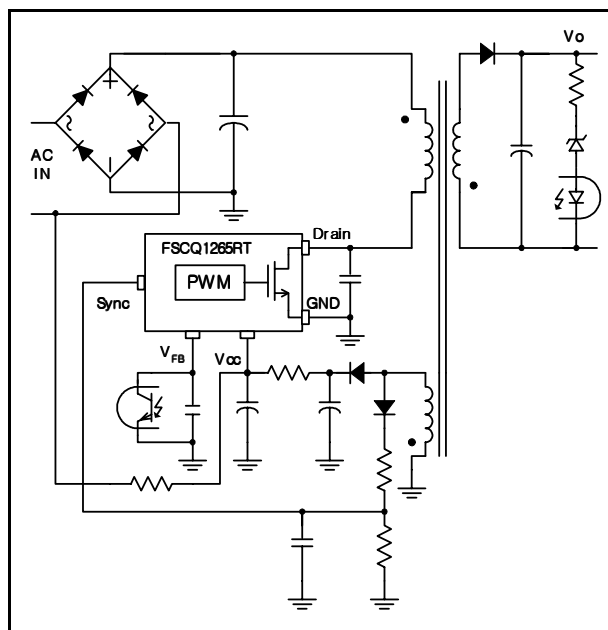 Vo
AC
IN
Drain
FSCQ1265RT
PWM
GND
Sync
VFB
Vcc